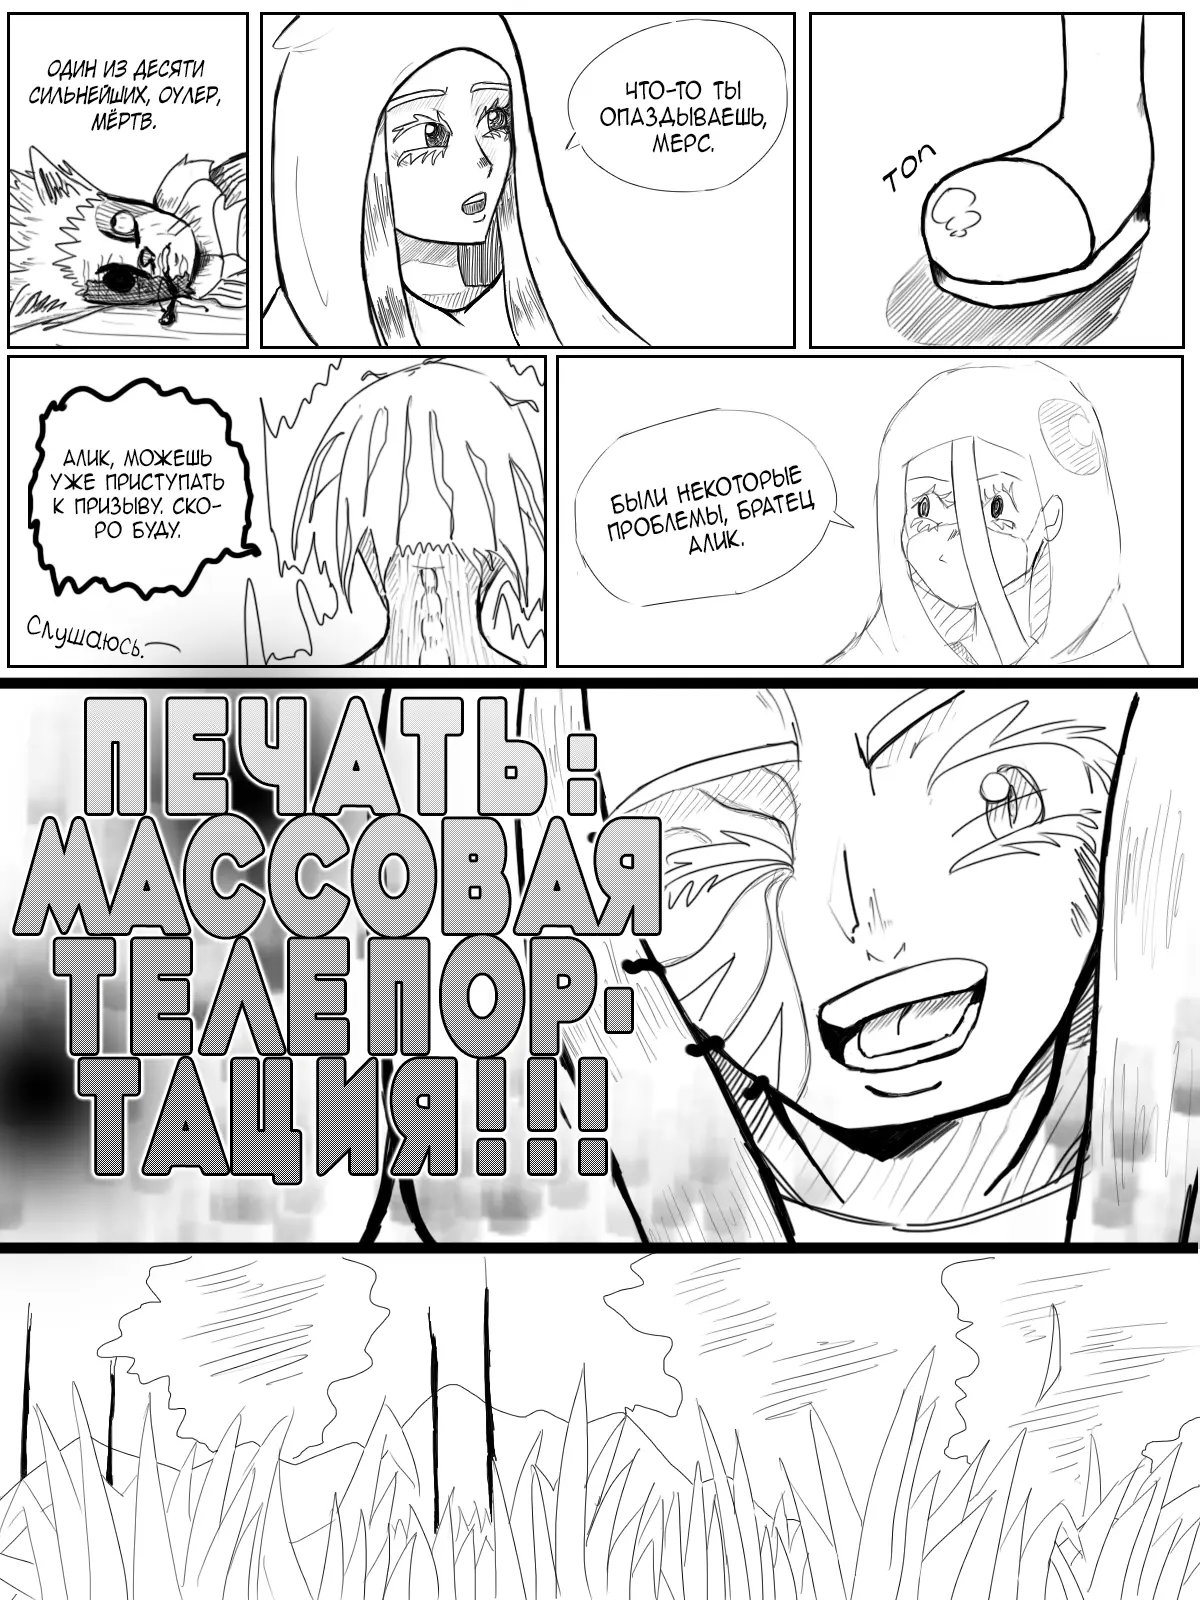 ОДИН ИЗ ДЕСЯТИ
СИЛЬНЕЙШИХ, ОУЛЕР,
МЁРТВ.
ЧТО-ТО ТЫ
ОПАЗДЫВАЕШЬ,
МЕРС.
ТОП
АЛИК, МОЖЕШЬ
УЖЕ ПРИСТУПАТЬ
К ПРИЗЫВУ. СКО-
РО БУДУ.
Слушаюсь.
БЫЛИ НЕКОТОРЫЕ
ПРОБЛЕМЫ, БРАТЕЦ
АЛИК.
ПЕЧАТЬ:
МАССОВАЯ
ТЕЛЕПОР-
ТАЦИЯ!!!